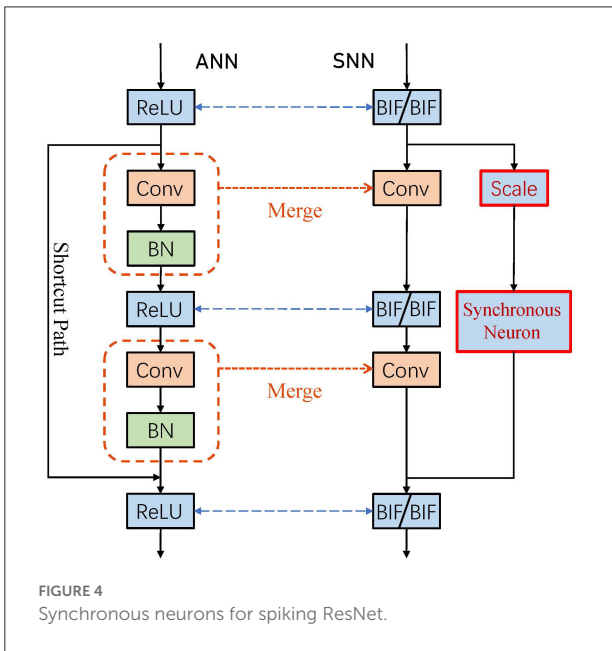 ANN SNN
ReLU BIF/BIF
Conv Conv Scale
Merge
BN
Shortcut Path
ReLU BIF/BIF Synchronous
Neuron
Conv Conv
Merge
BN
ReLU BIF/BIF
FIGURE 4
Synchronous neurons for spiking ResNet.